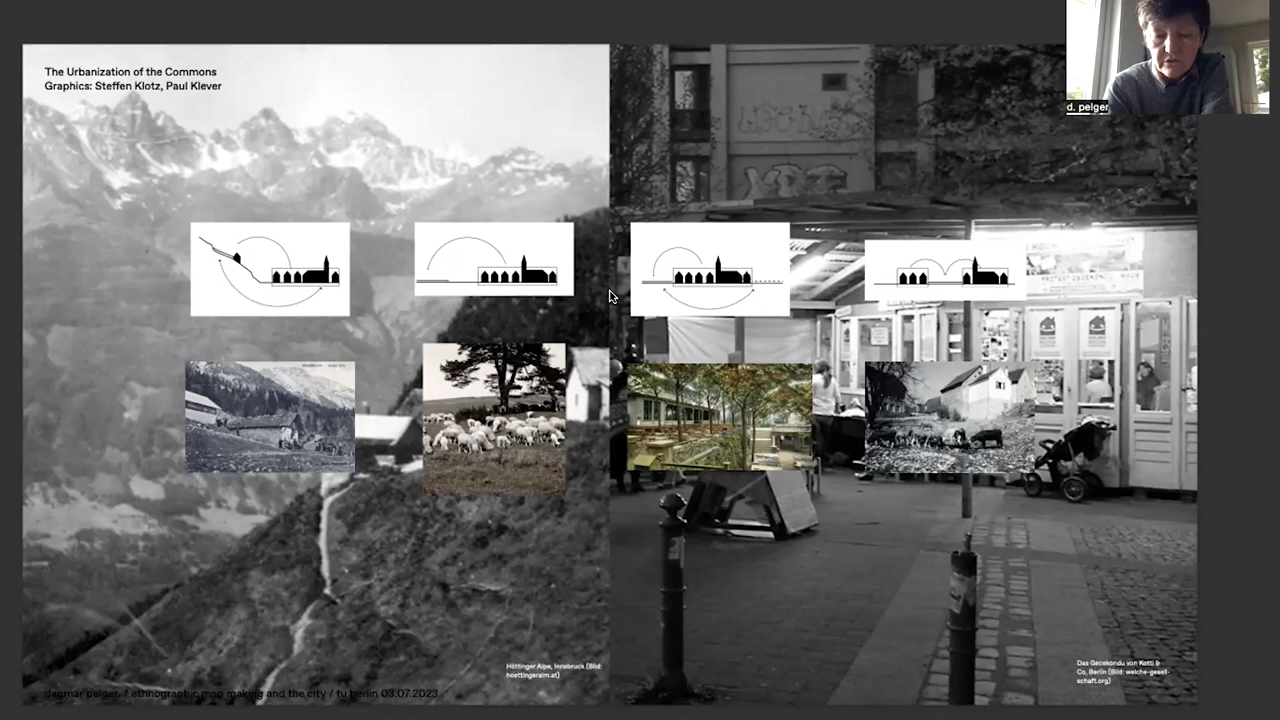 The Urbanization of the Commons
Graphics: Steffen Klotz, Paul Klever
d. pelger
Höttinger Alpe, Innsbruck (Bild:
hoettingeralm.at)
Das Gecekondu von Kotti &
Co, Berlin (Bild: welche-gesell-
schaft.org)
dagmar pelger / ethnographic map making and the city / tu berlin 03.07.2023